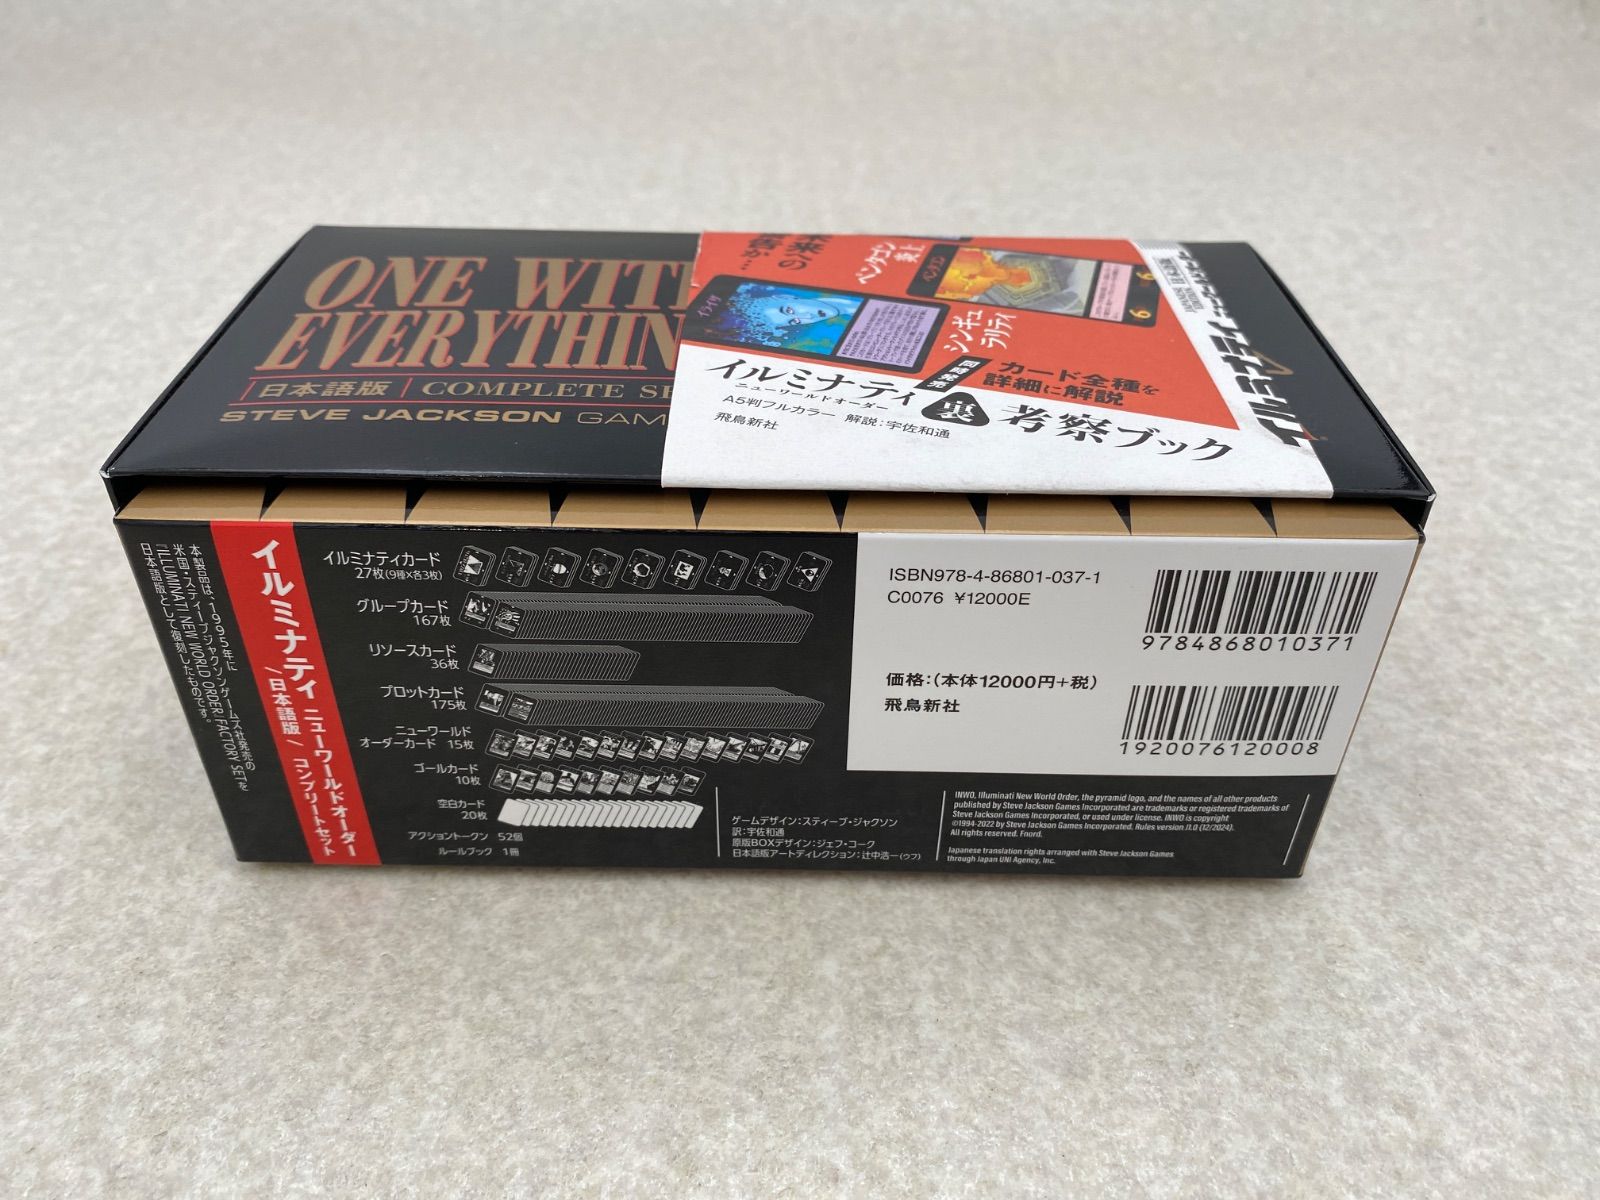 ONE WITH
EVERYTHIN
日本語版 COMPLETE SE
STEVE JACKSON GAM
ペンタゴン
炎上
ペンタゴン
6
6
イライザ
シンギュ
ラリティ
カード全種を
詳細に解説
イルミナティ 裏 考察ブック
ニューワールドオーダー
A5判フルカラー 解説:宇佐和通
飛鳥新社
イルミナティ ニューワールドオーダー
本製品は、1995年に
米国・スティーブジャクソンゲームズ社発売の
『ILLUMINATI NEW WORLD ORDER FACTORY SET』を
日本語版として復刻したものです。
イルミナティ ニューワールドオーダー
/日本語版/ コンプリートセット
イルミナティカード
27枚(9種×各3枚)
グループカード
167枚
リソースカード
36枚
プロットカード
175枚
ニューワールド
オーダーカード 15枚
ゴールカード
10枚
空白カード
20枚
アクショントークン 52個
ルールブック 1冊
ゲームデザイン:スティーブ・ジャクソン
訳:宇佐和通
原版BOXデザイン:ジェフ・コーク
日本語版アートディレクション:辻中浩一(ウフ)
INWO, Illuminati New World Order, the pyramid logo, and the names of all other products
published by Steve Jackson Games Incorporated are trademarks or registered trademarks of
Steve Jackson Games Incorporated, or used under license. INWO is copyright
©1994-2022 by Steve Jackson Games Incorporated. Rules version 11.0 (12/2024).
All rights reserved. Fnord.
Japanese translation rights arranged with Steve Jackson Games
through Japan UNI Agency, Inc.
ISBN978-4-86801-037-1
C0076 ¥12000E
9784868010371
価格:(本体12000円+税)
飛鳥新社
1920076120008